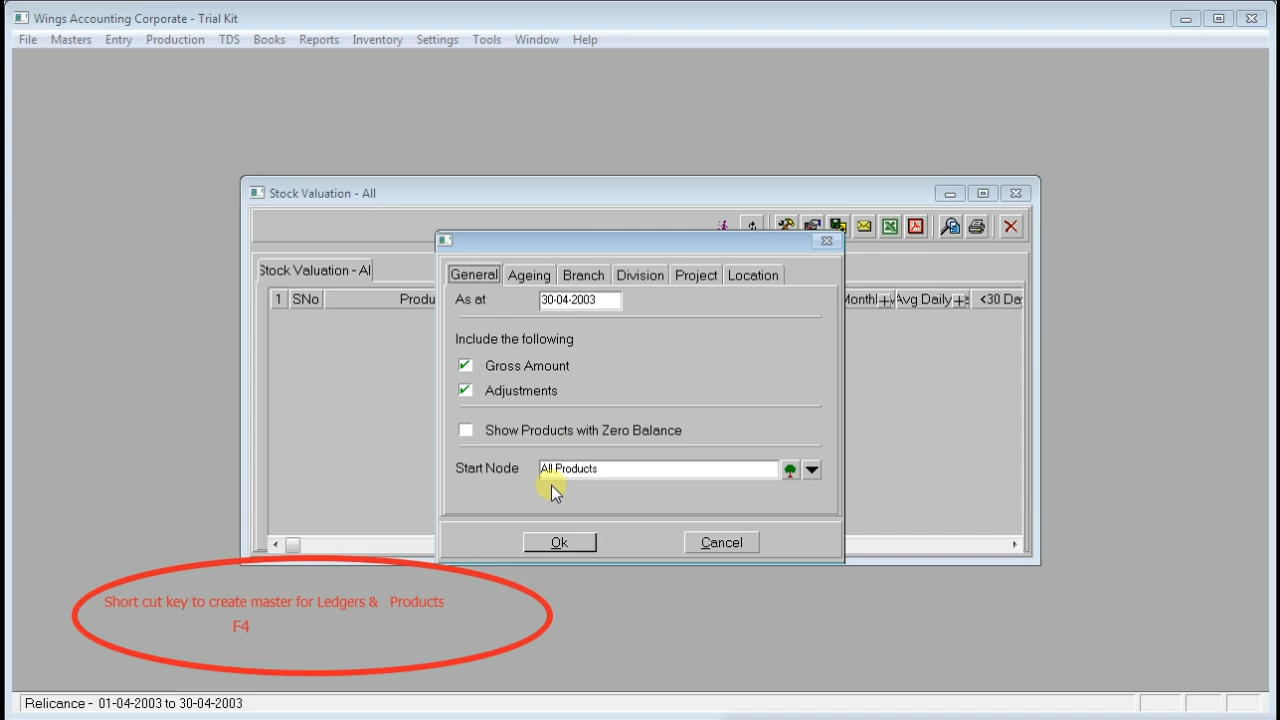 Wings Accounting Corporate - Trial Kit
File Masters Entry Production TDS Books Reports Inventory Settings Tools Window Help
Stock Valuation - All
Stock Valuation - Al
1 SNo Produ
Monthl Avg Daily <30 Da
General Ageing Branch Division Project Location
As at 30-04-2003
Include the following
Gross Amount
Adjustments
Show Products with Zero Balance
Start Node All Products
Ok Cancel
Short cut key to create master for Ledgers & Products
F4
Relicance - 01-04-2003 to 30-04-2003